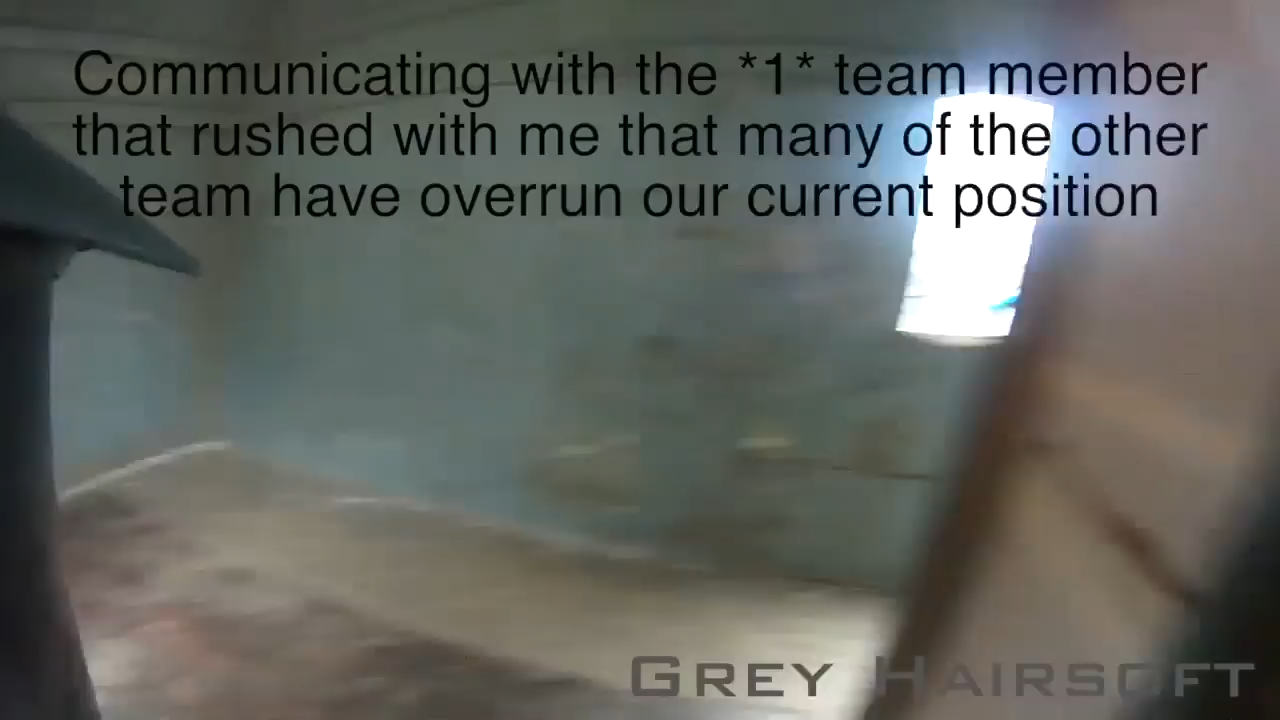 Communicating with the *1* team member
that rushed with me that many of the other
team have overrun our current position
GREY HAIRSOFT